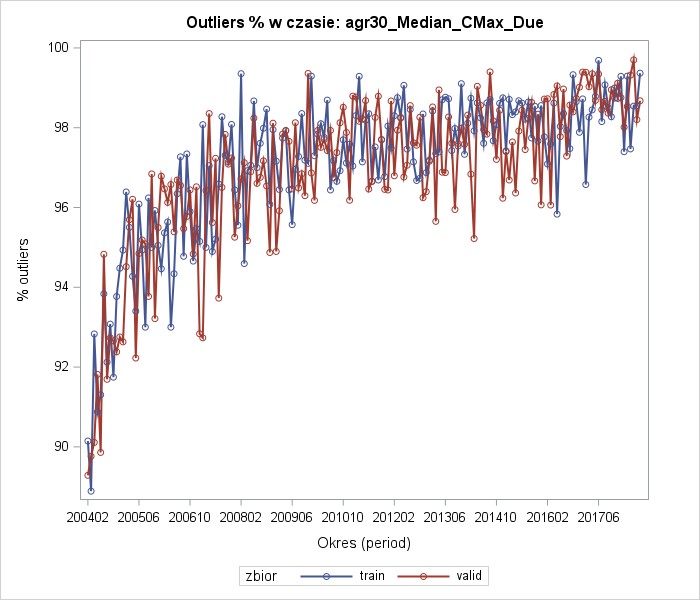 Outliers % w czasie: agr30_Median_CMax_Due
100
98
96
94
92
90
% outliers
200402 200506 200610 200802 200906 201010 201202 201306 201410 201602 201706
Okres (period)
zbior train valid